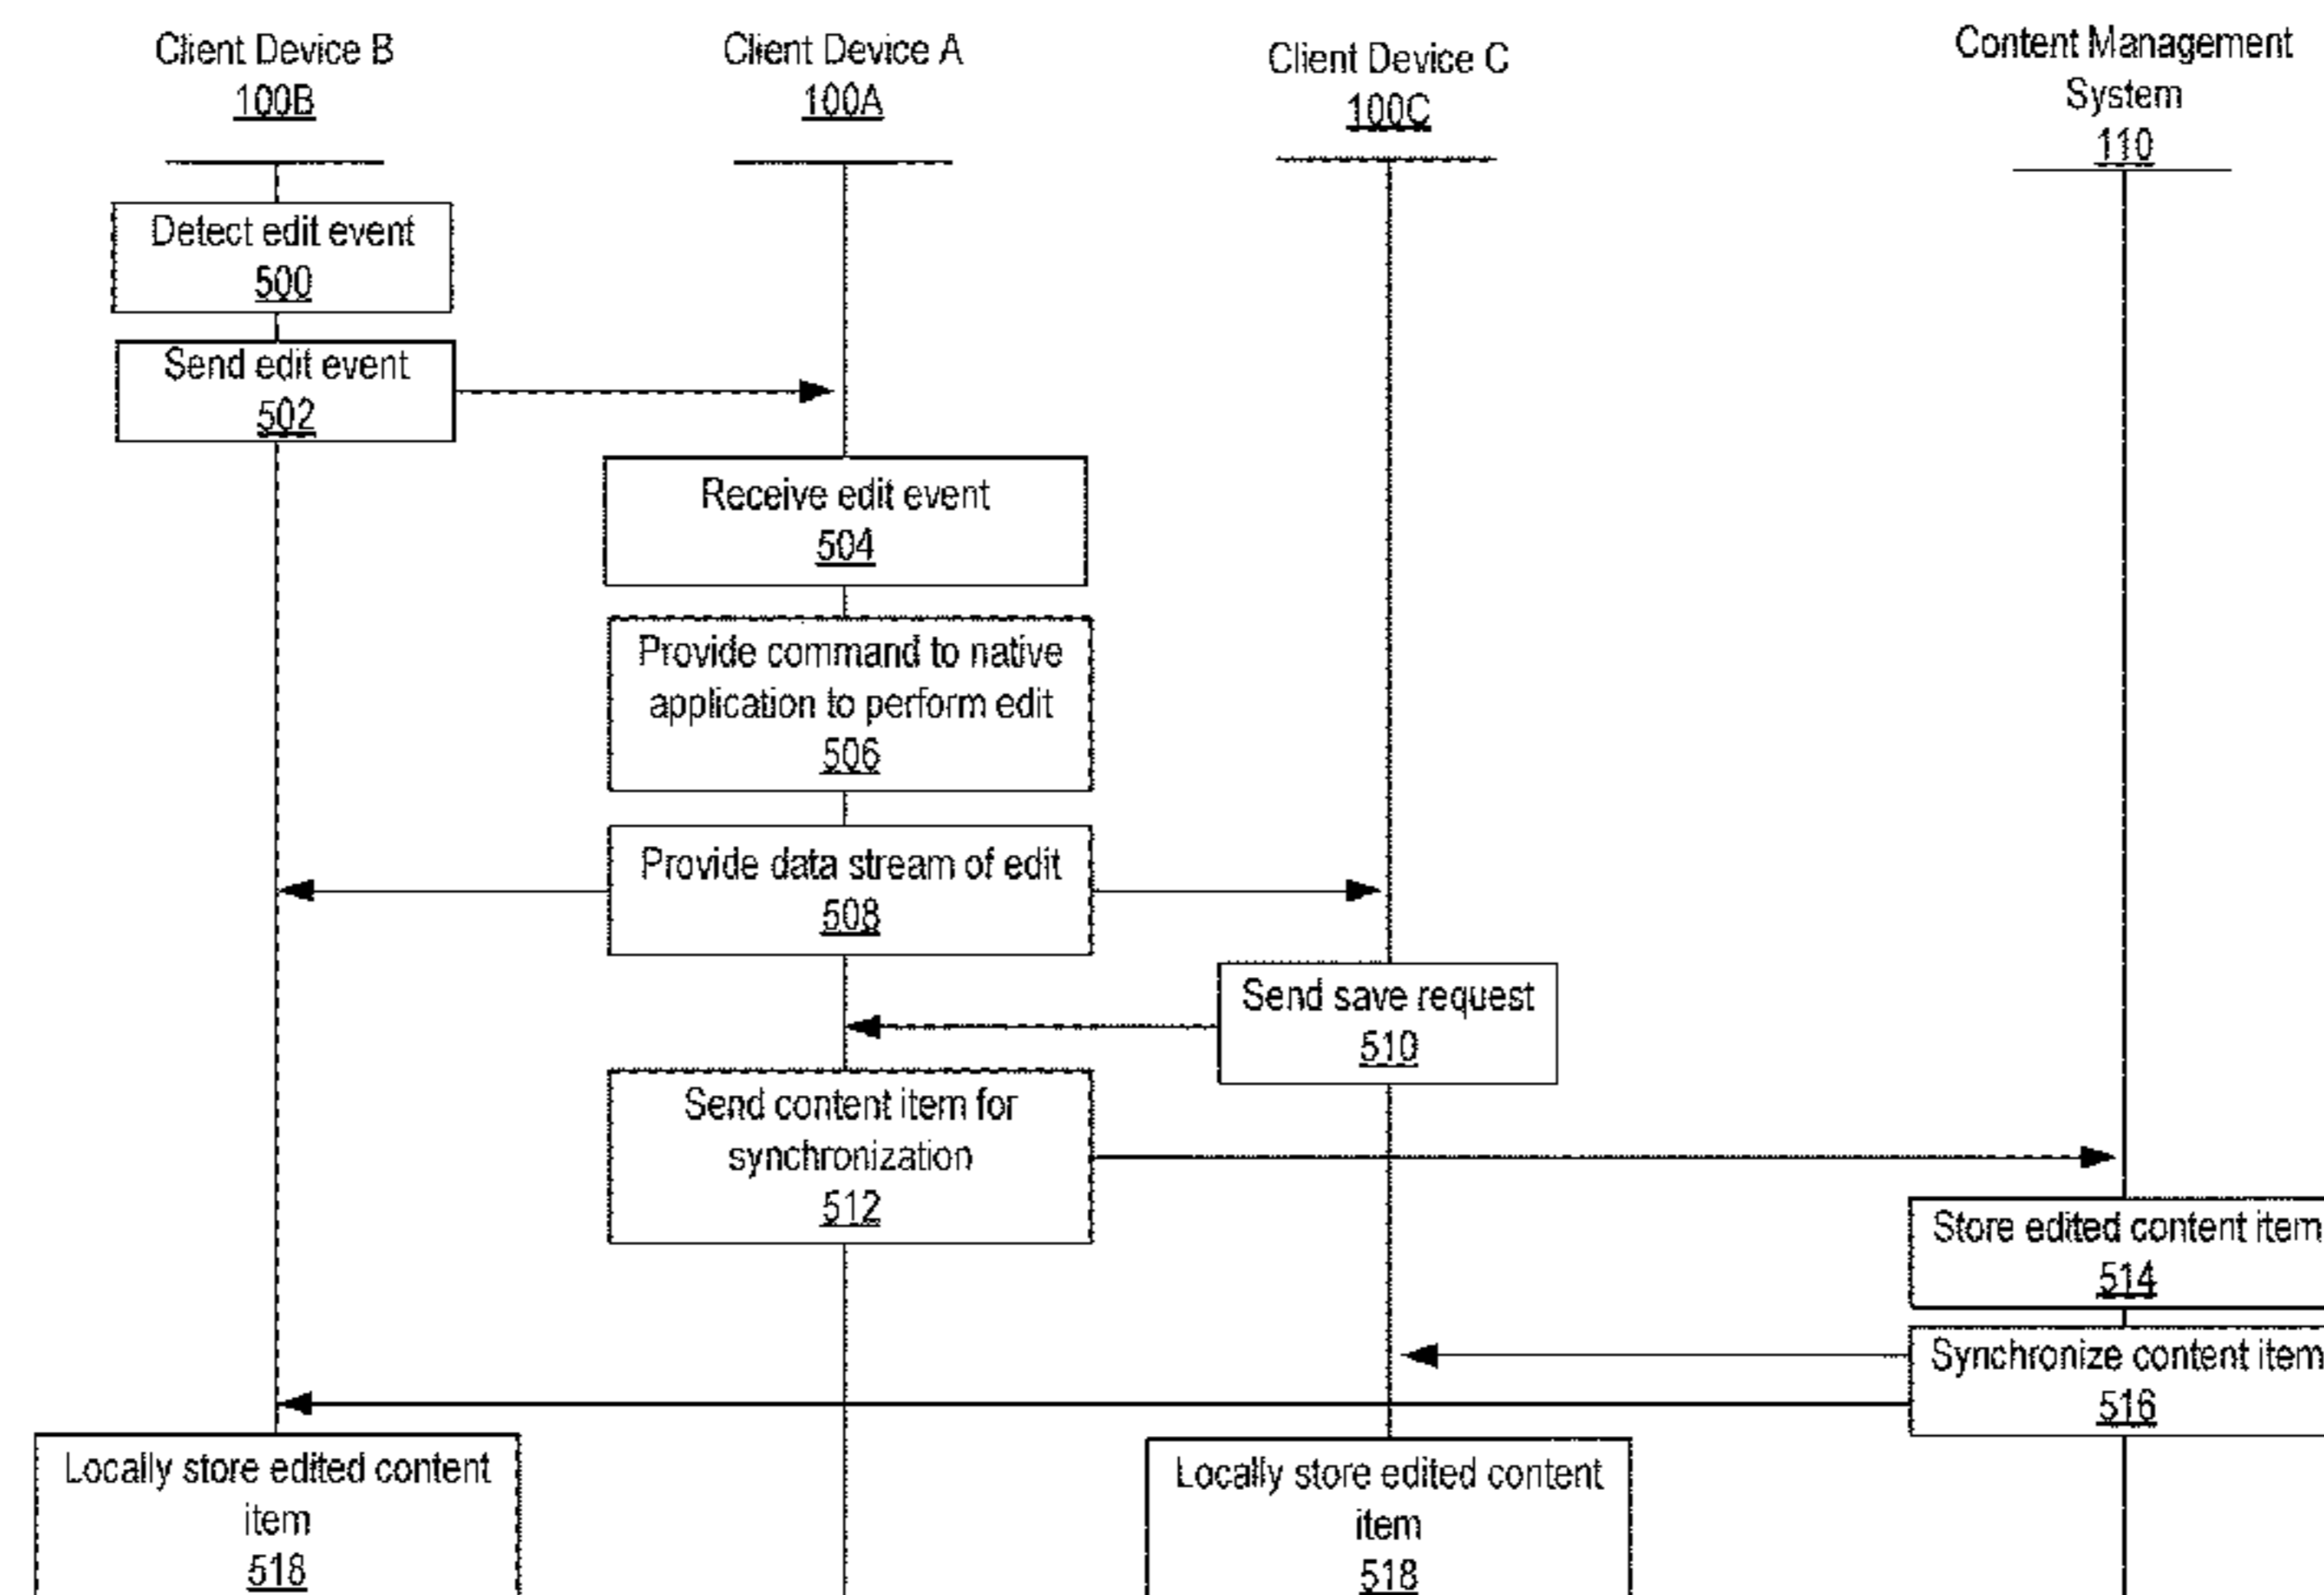 Client Device B
100B
Client Device A
100A
Client Device C
100C
Content Management
System
110
Detect edit event
500
Send edit event
502
Receive edit event
504
Provide command to native
application to perform edit
506
Provide data stream of edit
508
Send save request
510
Send content item for
synchronization
512
Store edited content item
514
Synchronize content item
516
Locally store edited content
item
518
Locally store edited content
item
518